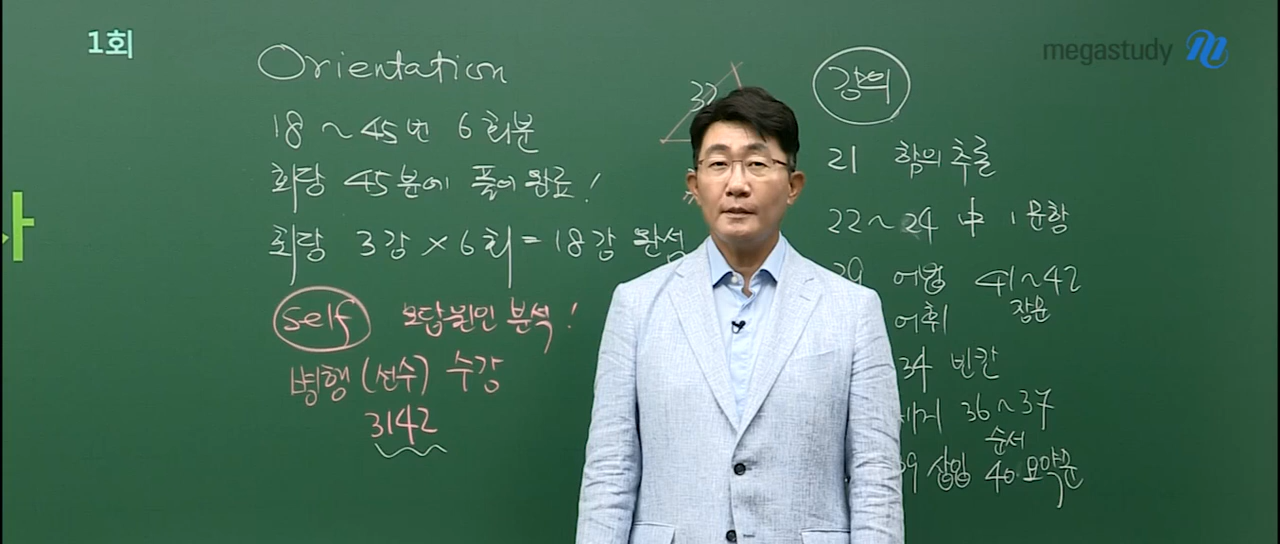 1회
megastudy
Orientation
18 ~ 45번 6회분
회당 45분에 풀이 완료!
회당 3강 × 6회 = 18강 완성
self 오답원인 분석!
병행 (선수) 수강
3142
강의
21 함의추론
22 ~ 24 中 1문항
29 어법 41~42
어휘 장문
34 빈칸
36 ~ 37
순서
39 삽입 40 요약문